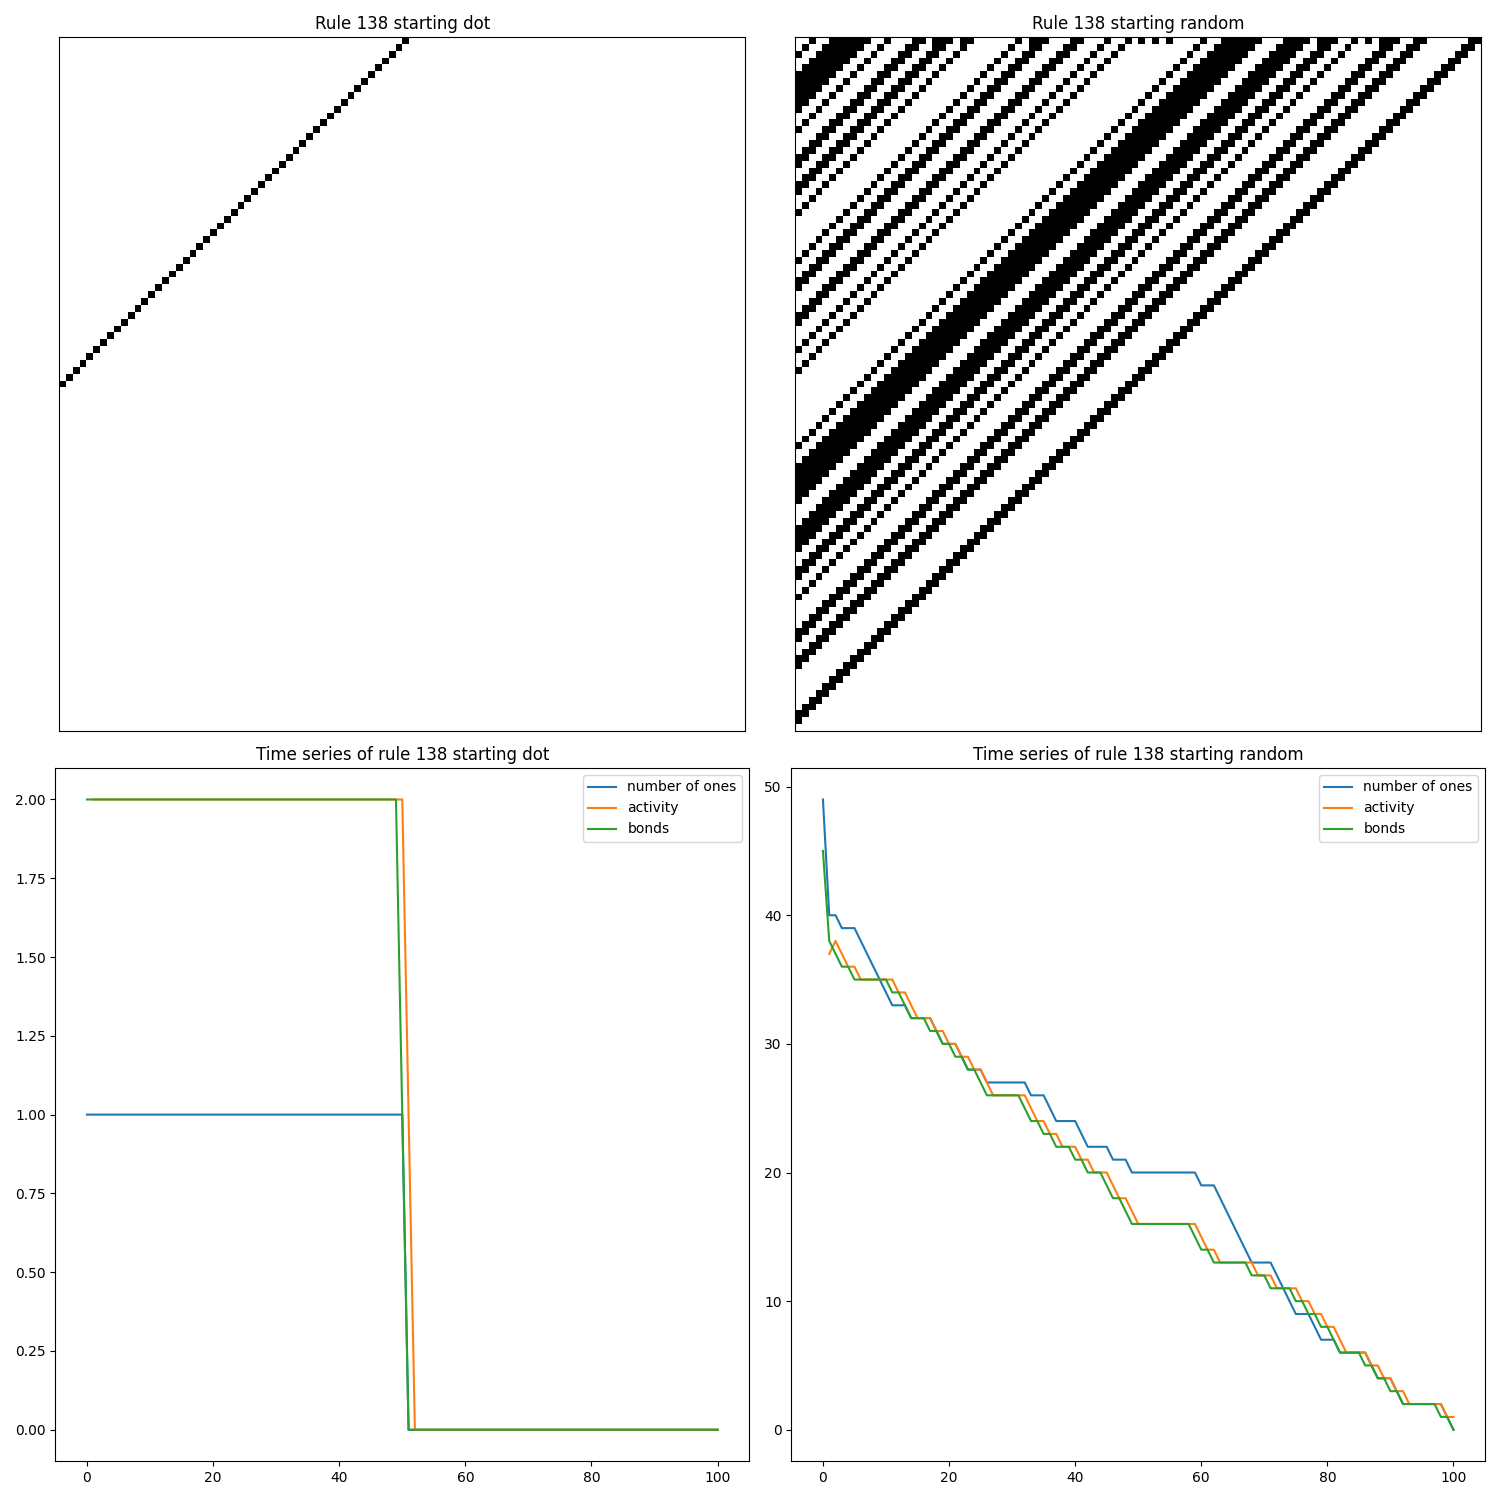 Rule 138 starting dot
Rule 138 starting random
Time series of rule 138 starting dot
number of ones
activity
bonds
2.00
1.75
1.50
1.25
1.00
0.75
0.50
0.25
0.00
0 20 40 60 80 100
Time series of rule 138 starting random
number of ones
activity
bonds
50
40
30
20
10
0
0 20 40 60 80 100